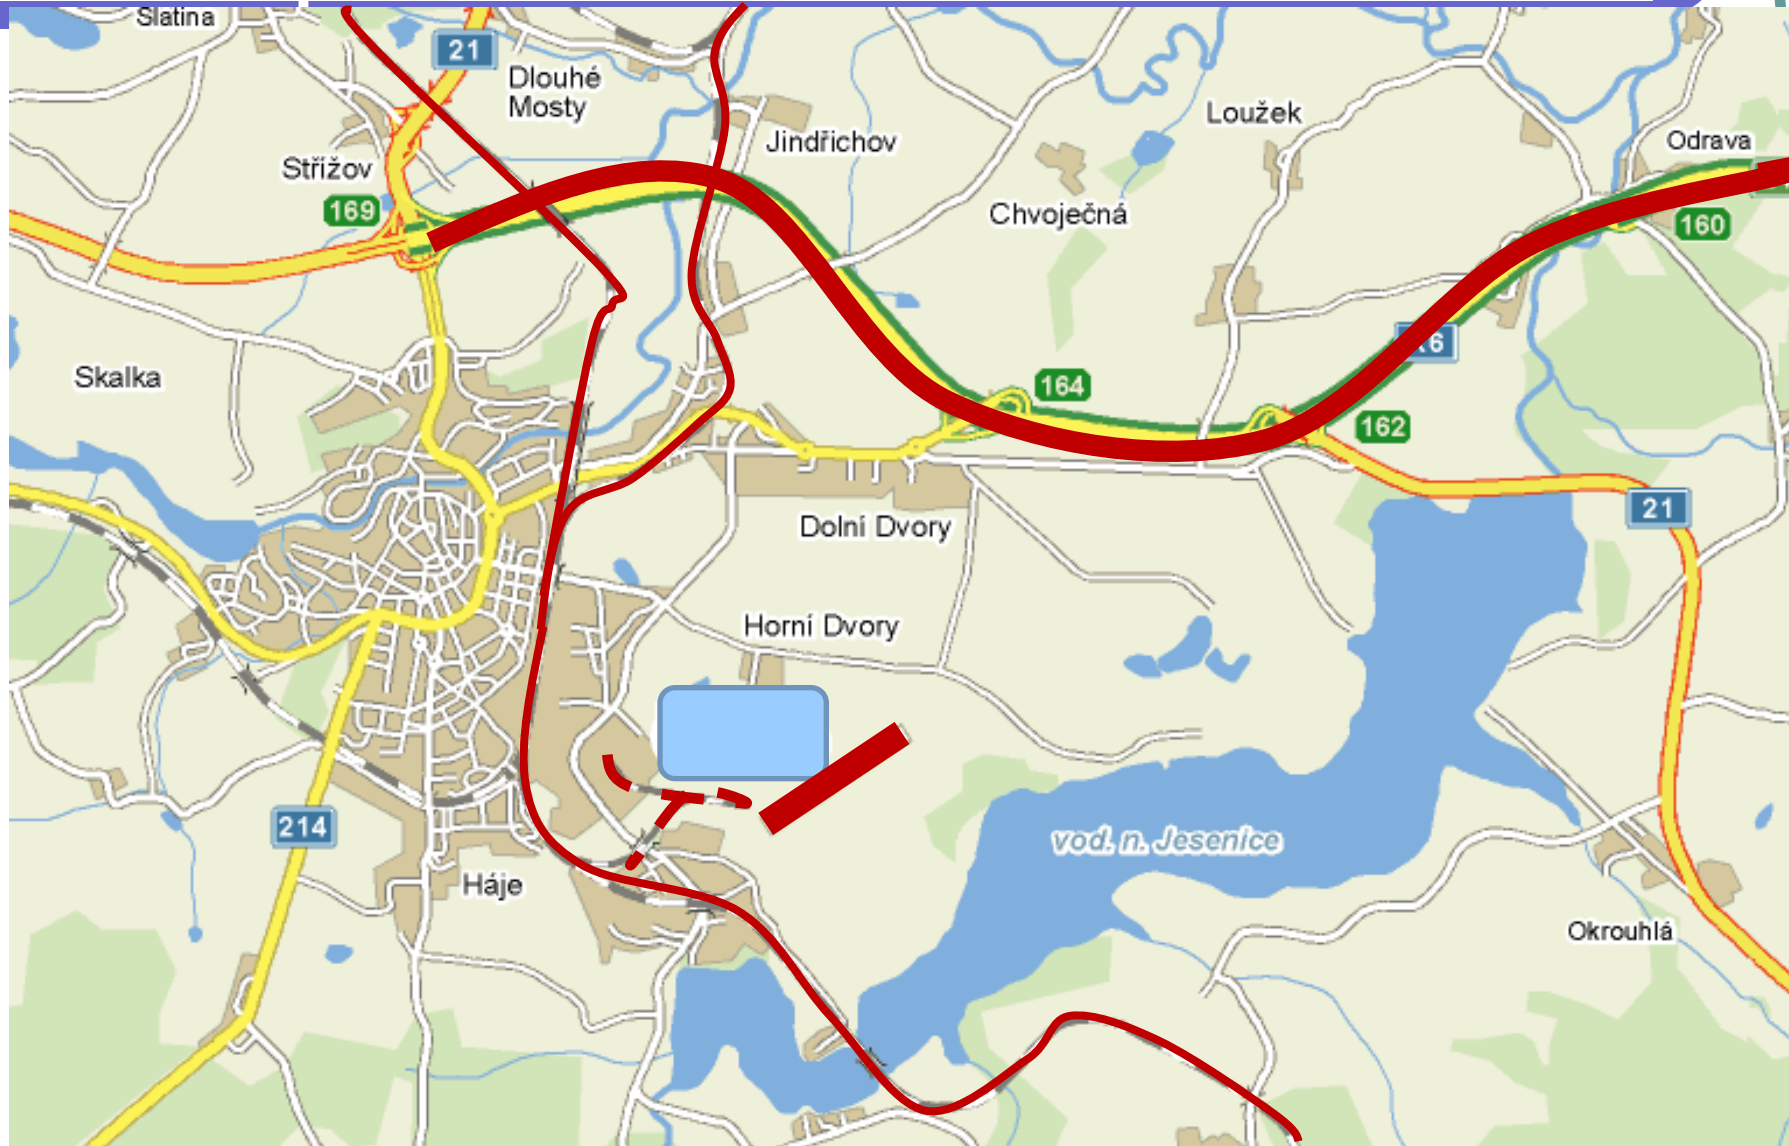 Slatina
21
Dlouhé
Mosty
Jindřichov
Loužek
Odrava
Střížov
169
Chvoječná
160
6
Skalka
164
162
21
Dolní Dvory
Horní Dvory
214
vod. n. Jesenice
Háje
Okrouhlá